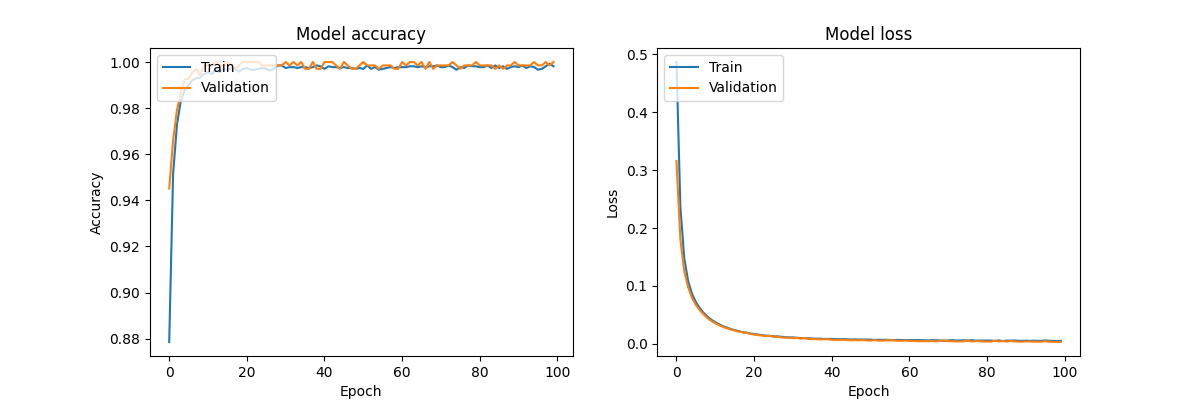 Model accuracy
Train
Validation
1.00
0.98
0.96
0.94
0.92
0.90
0.88
Accuracy
0
20
40
60
80
100
Epoch
Model loss
Train
Validation
0.5
0.4
0.3
0.2
0.1
0.0
Loss
0
20
40
60
80
100
Epoch